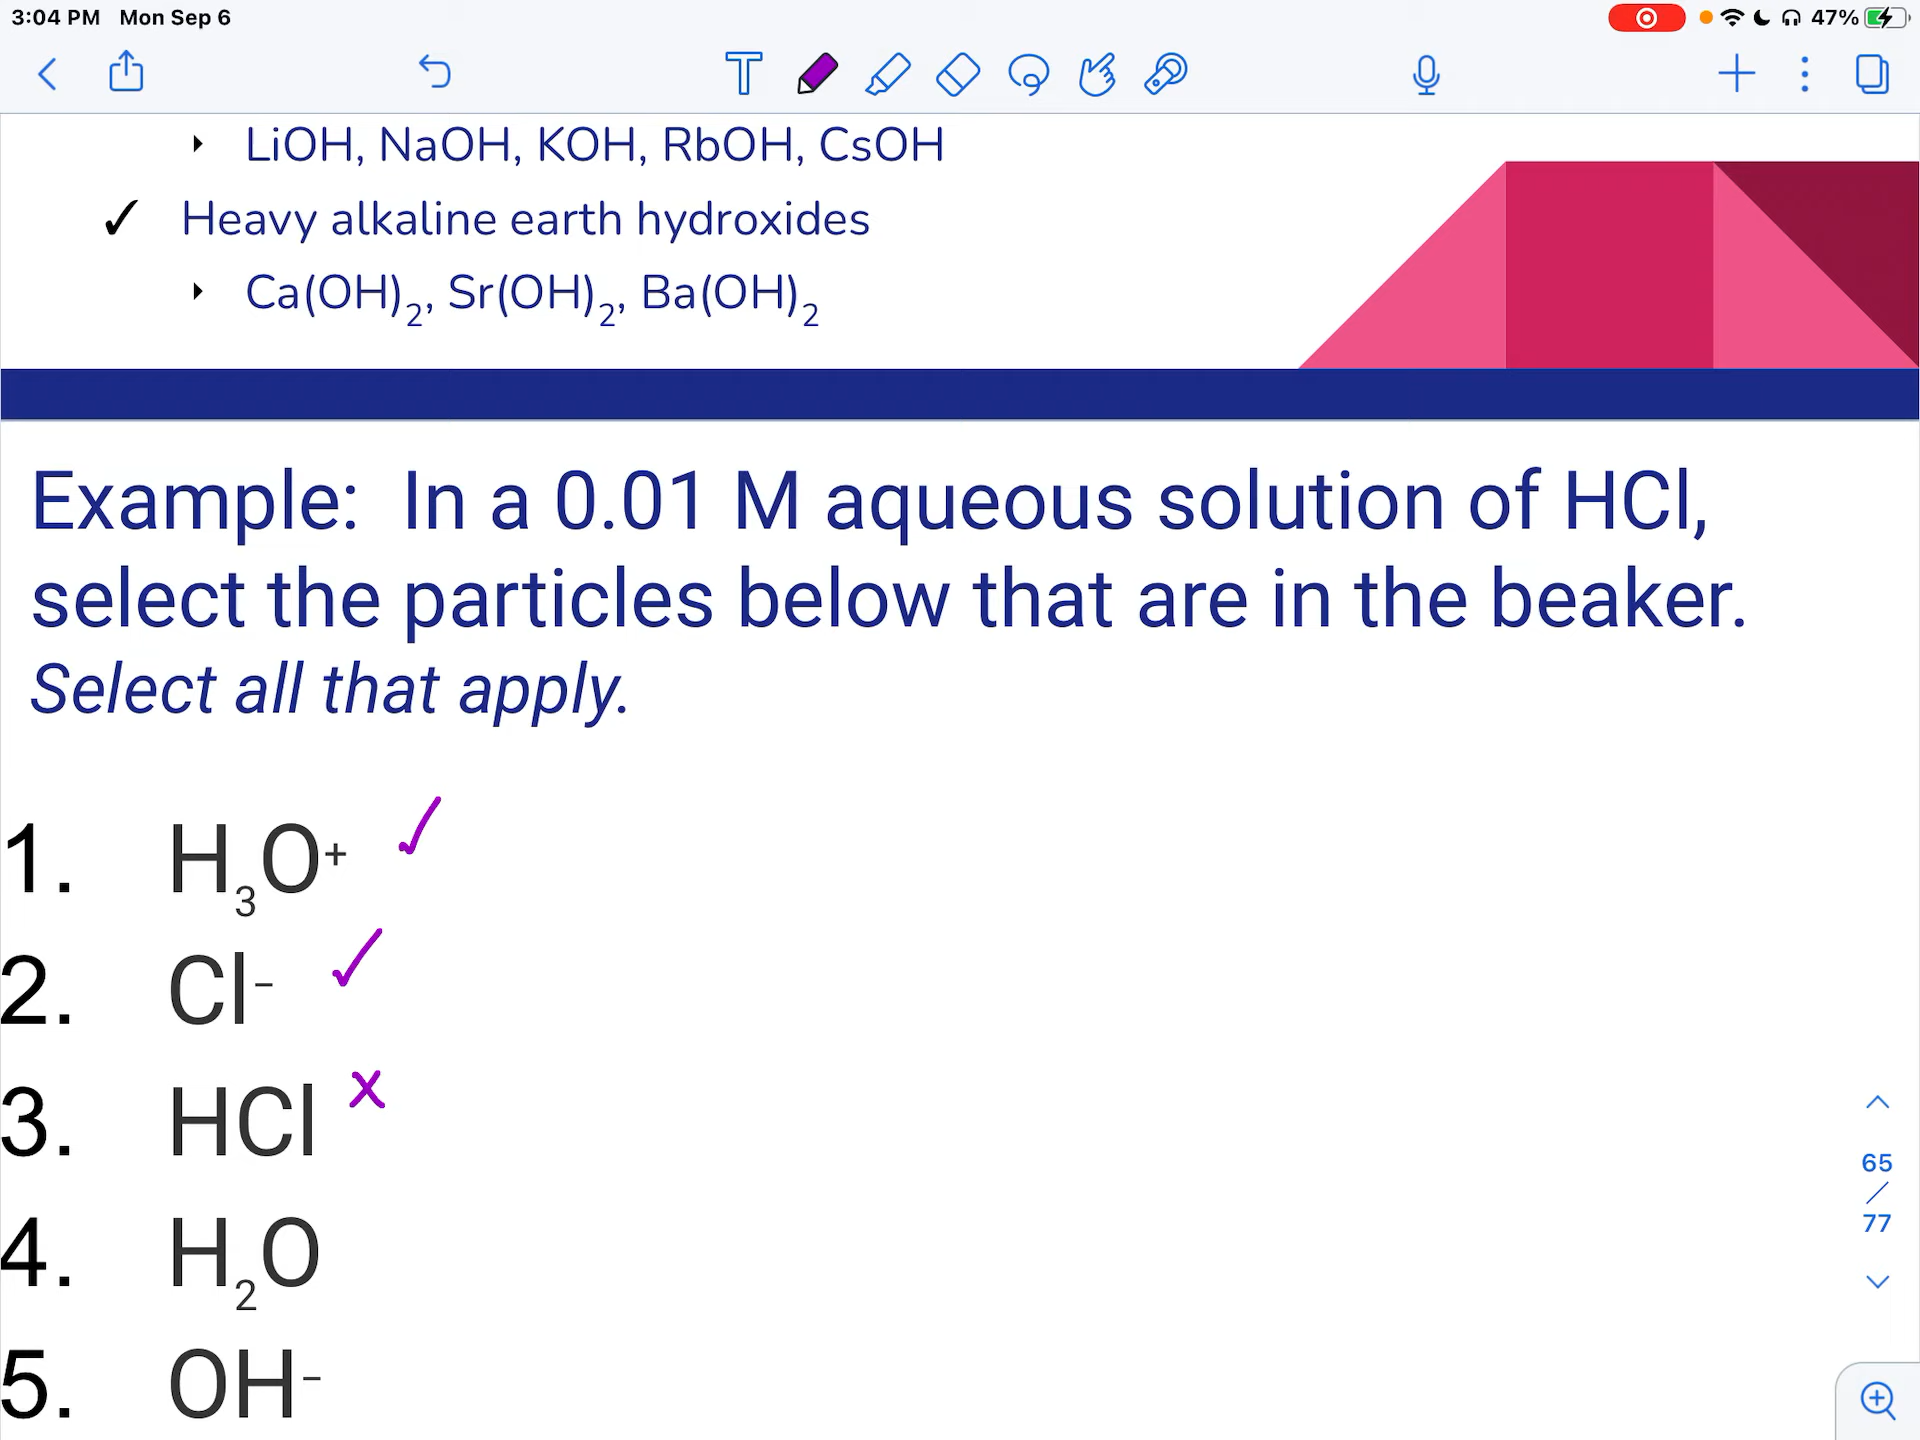 3:04 PM Mon Sep 6 47%
T
‣ LiOH, NaOH, KOH, RbOH, CsOH
✓ Heavy alkaline earth hydroxides
‣ Ca(OH)₂, Sr(OH)₂, Ba(OH)₂
Example: In a 0.01 M aqueous solution of HCl,
select the particles below that are in the beaker.
Select all that apply.
1. H₃O⁺ ✓
2. Cl⁻ ✓
3. HCl x
4. H₂O
5. OH⁻
65
/
77